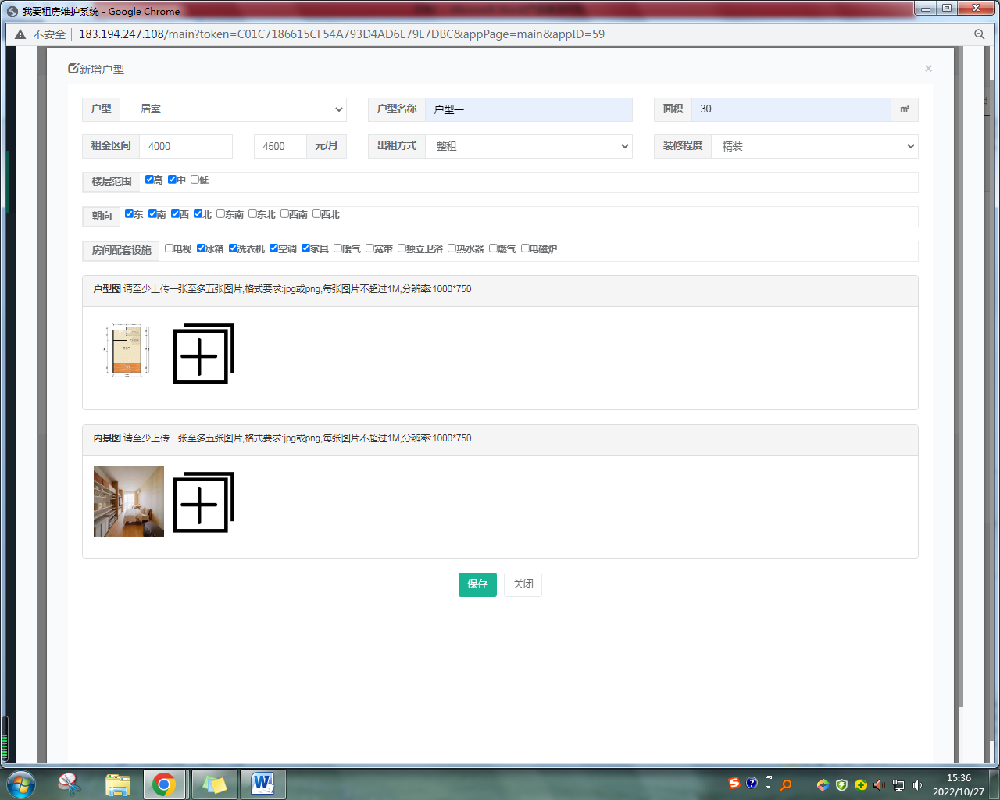 我要租房维护系统 - Google Chrome
不安全 183.194.247.108/main?token=C01C7186615CF54A793D4AD6E79E7DBC&appPage=main&appID=59
新增户型 ×
户型 一居室 户型名称 户型一 面积 30 ㎡
租金区间 4000 4500 元/月 出租方式 整租 装修程度 精装
楼层范围 高 中 低
朝向 东 南 西 北 东南 东北 西南 西北
房间配套设施 电视 冰箱 洗衣机 空调 家具 暖气 宽带 独立卫浴 热水器 燃气 电磁炉
户型图 请至少上传一张至多五张图片,格式要求:jpg或png,每张图片不超过1M,分辨率:1000*750
内景图 请至少上传一张至多五张图片,格式要求:jpg或png,每张图片不超过1M,分辨率:1000*750
保存 关闭
15:36
2022/10/27